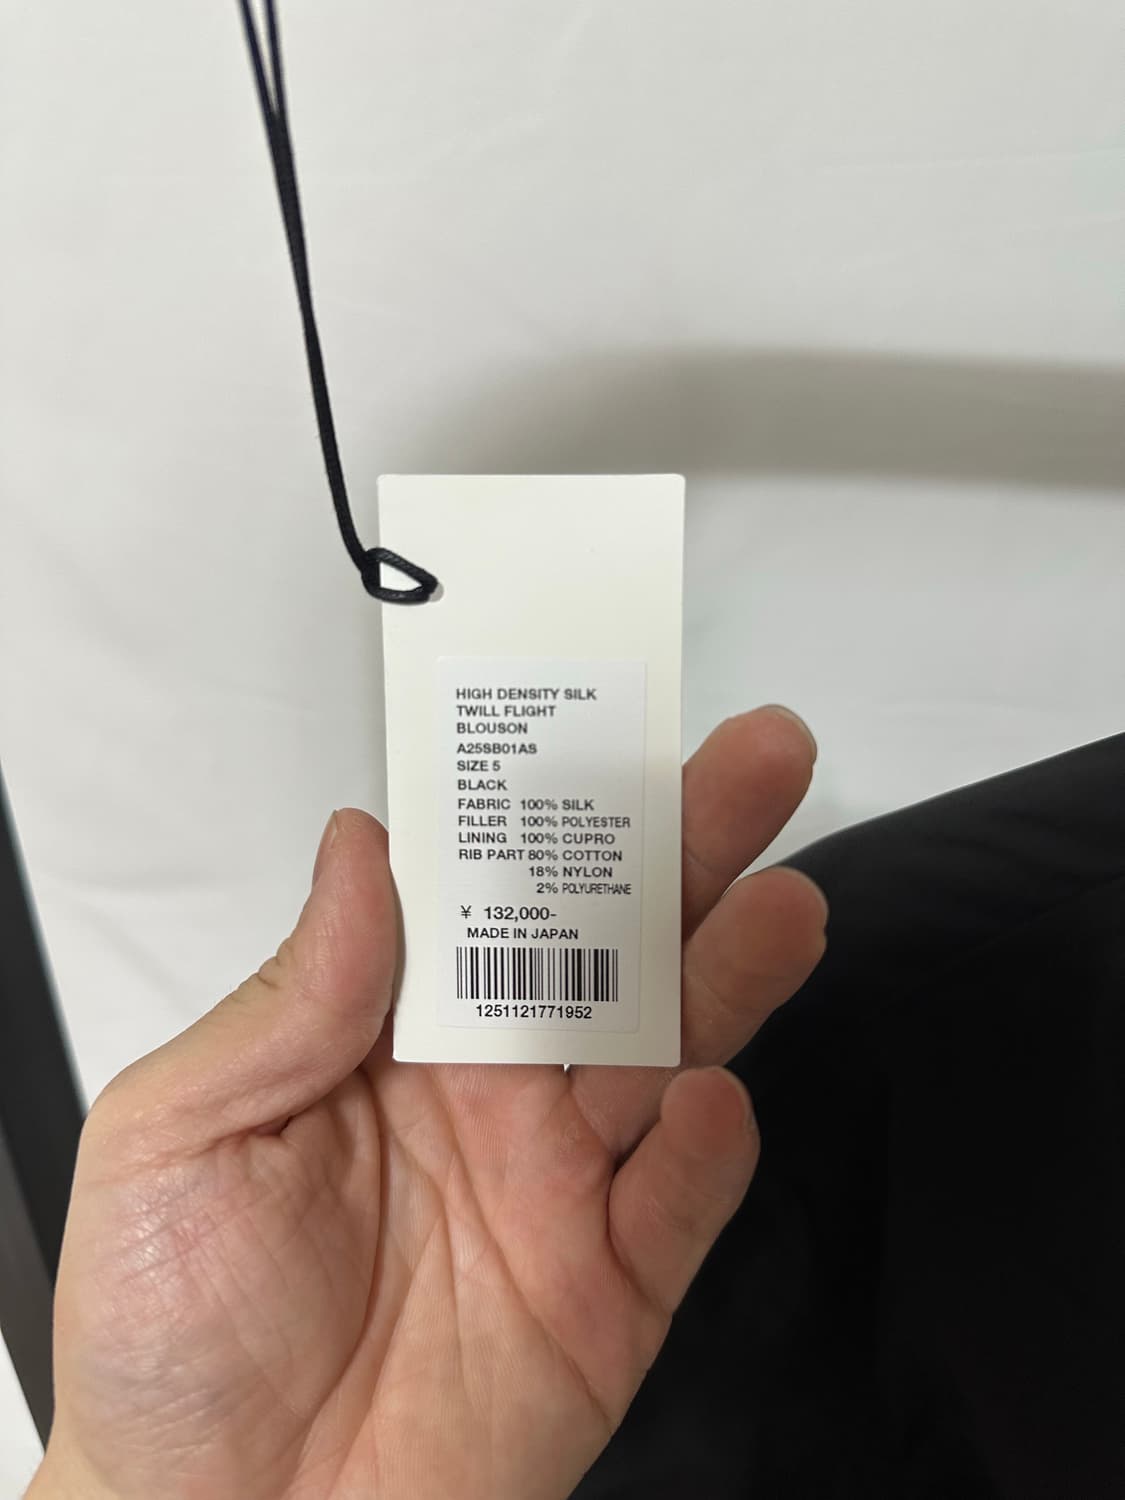 HIGH DENSITY SILK
TWILL FLIGHT
BLOUSON
A25SB01AS
SIZE 5
BLACK
FABRIC 100% SILK
FILLER 100% POLYESTER
LINING 100% CUPRO
RIB PART 80% COTTON
18% NYLON
2% POLYURETHANE
¥ 132,000-
MADE IN JAPAN
1251121771952